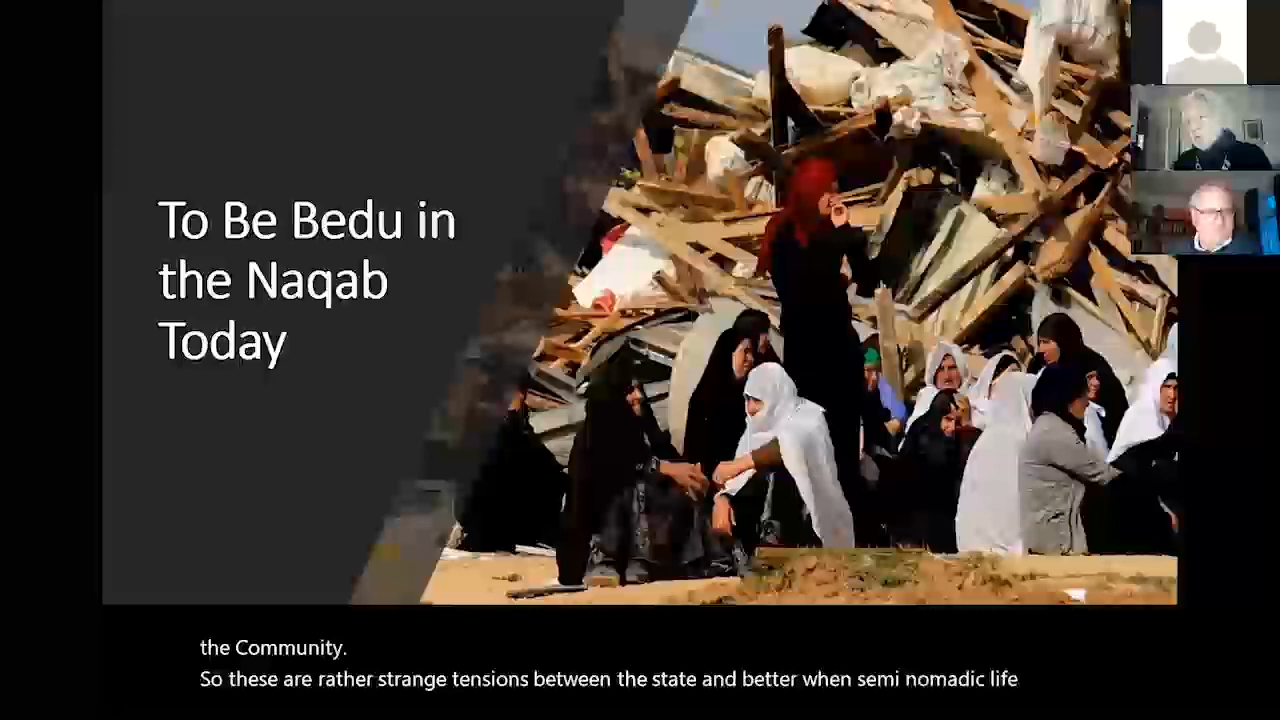 To Be Bedu in
the Naqab
Today
the Community.
So these are rather strange tensions between the state and better when semi nomadic life